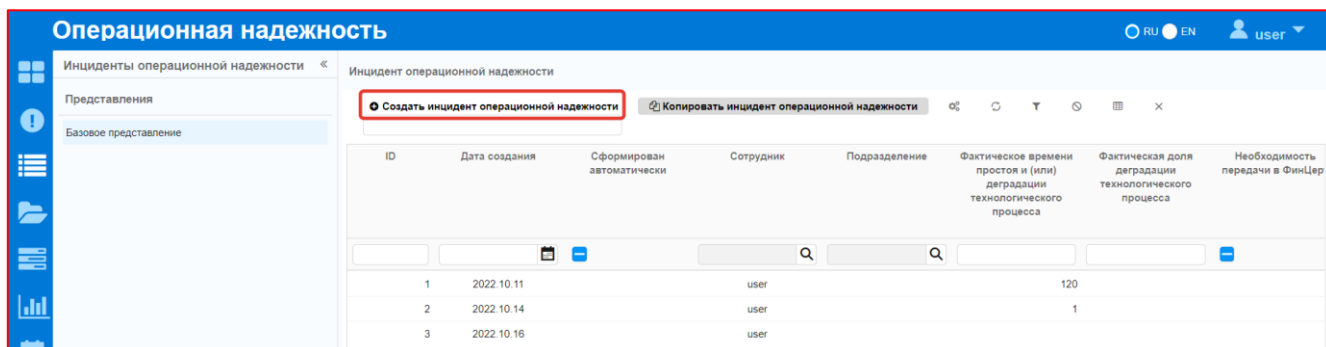 Операционная надежность
RU EN
user
Инциденты операционной надежности «
Представления
Базовое представление
Инцидент операционной надежности
Создать инцидент операционной надежности
Копировать инцидент операционной надежности
ID
Дата создания
Сформирован
автоматически
Сотрудник
Подразделение
Фактическое времени
простоя и (или)
деградации
технологического
процесса
Фактическая доля
деградации
технологического
процесса
Необходимость
передачи в ФинЦер
1 2022.10.11 user 120
2 2022.10.14 user 1
3 2022.10.16 user